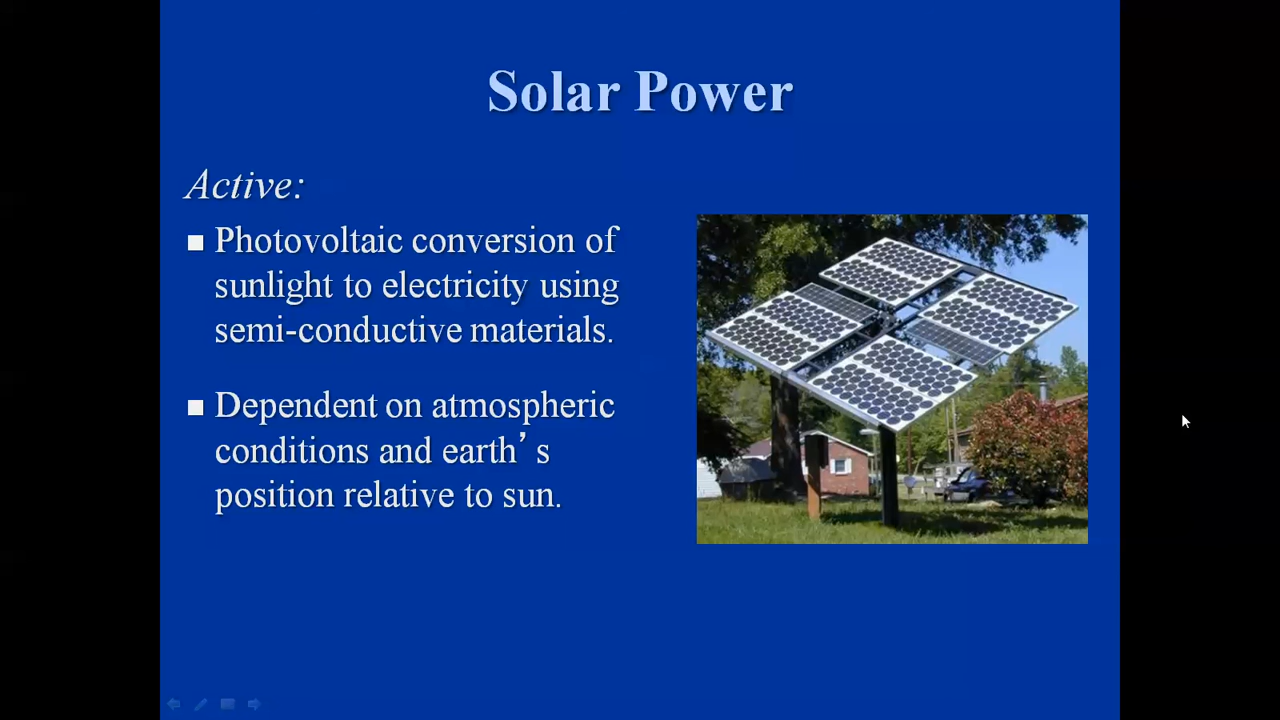 Solar Power
Active:
Photovoltaic conversion of
sunlight to electricity using
semi-conductive materials.
Dependent on atmospheric
conditions and earth’s
position relative to sun.